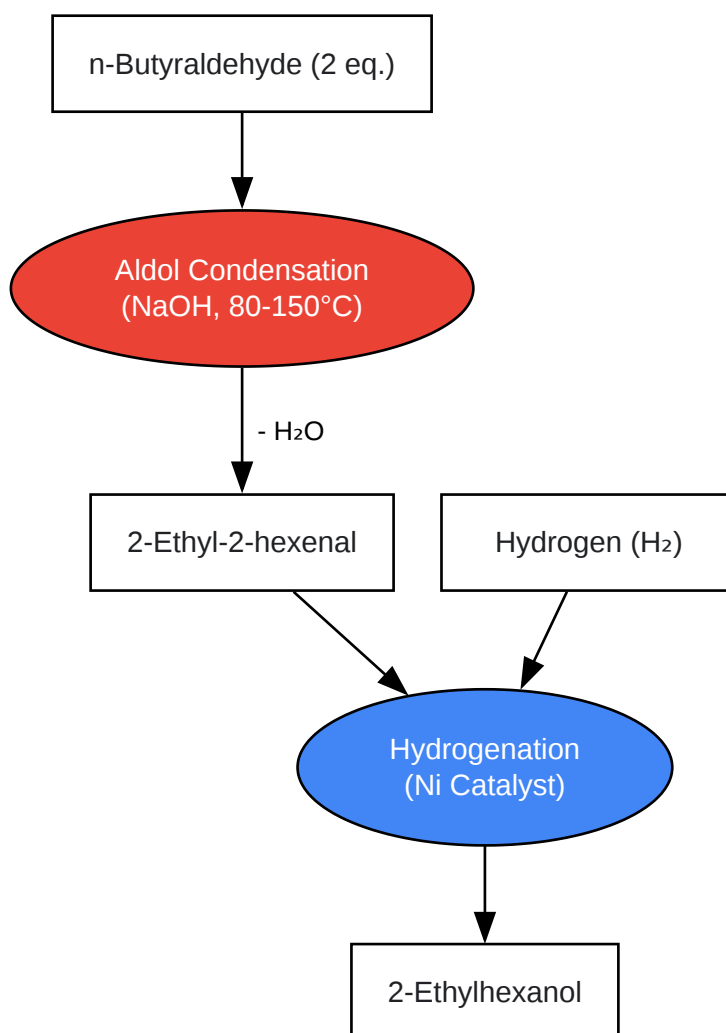 n-Butyraldehyde (2 eq.)
Aldol Condensation
(NaOH, 80-150°C)
- H₂O
2-Ethyl-2-hexenal
Hydrogen (H₂)
Hydrogenation
(Ni Catalyst)
2-Ethylhexanol